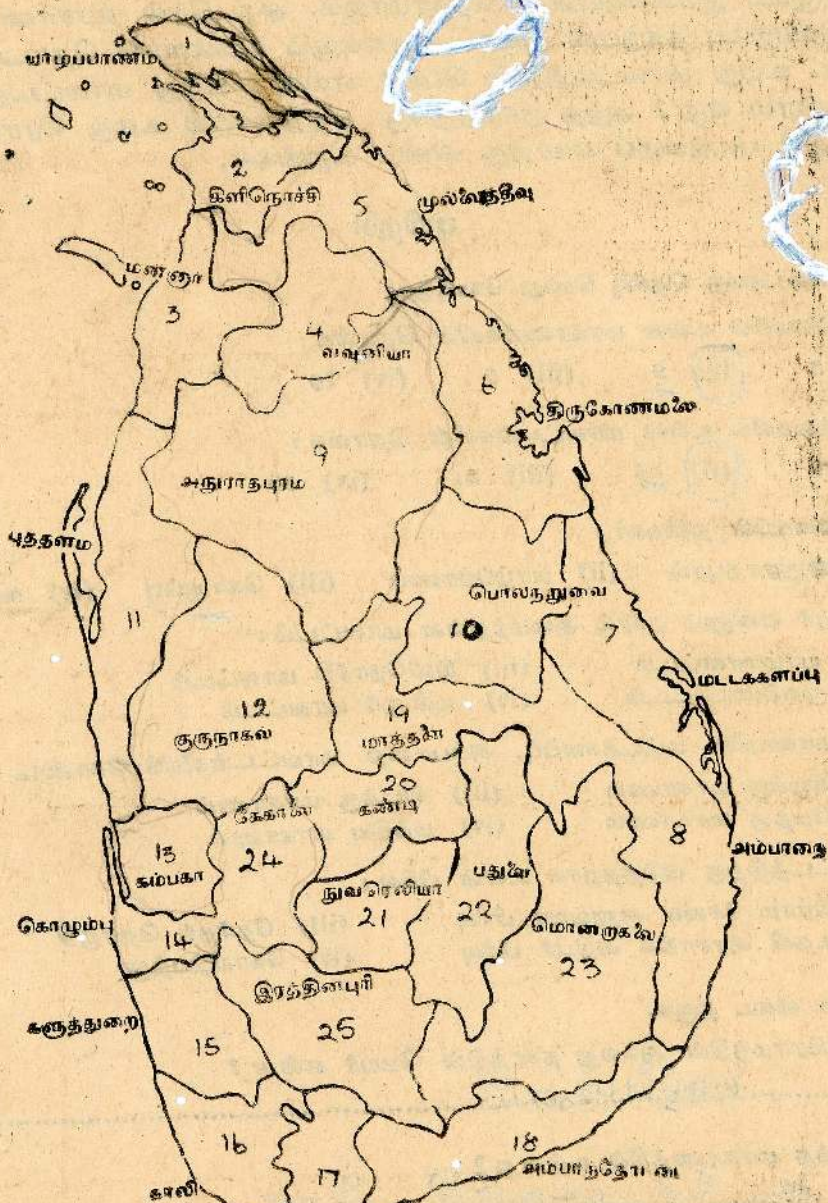 1
யாழ்ப்பாணம்
2
கிளிநொச்சி
5
முல்லைத்தீவு
மன்னார்
3
4
வவுனியா
6
திருகோணமலை
9
அநுராதபுரம்
புத்தளம்
பொலநறுவை
11
10
7
மட்டக்களப்பு
12
குருநாகல்
19
மாத்தளை
20
கண்டி
கேகாலை
24
8
அம்பாறை
13
கம்பகா
பதுளை
நுவரெலியா
21
22
கொழும்பு
14
மொனறாகலை
23
இரத்தினபுரி
25
களுத்துறை
15
16
18
அம்பாந்தோட்டை
17
காலி